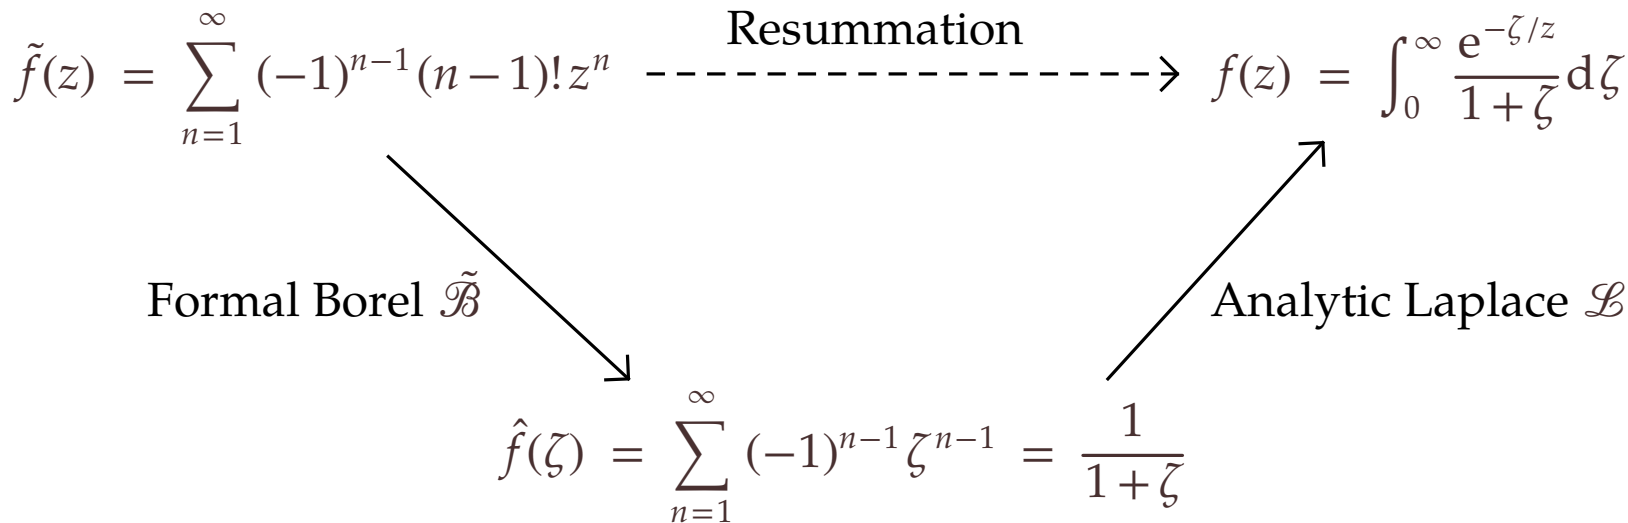 Resummation
f̃(z) = ∑_{n=1}^{∞} (−1)^{n−1} (n−1)! z^n
f(z) = ∫_0^∞ e^{−ζ/z} / (1+ζ) dζ
Formal Borel ℬ̃
Analytic Laplace ℒ
f̂(ζ) = ∑_{n=1}^{∞} (−1)^{n−1} ζ^{n−1} = 1 / (1+ζ)